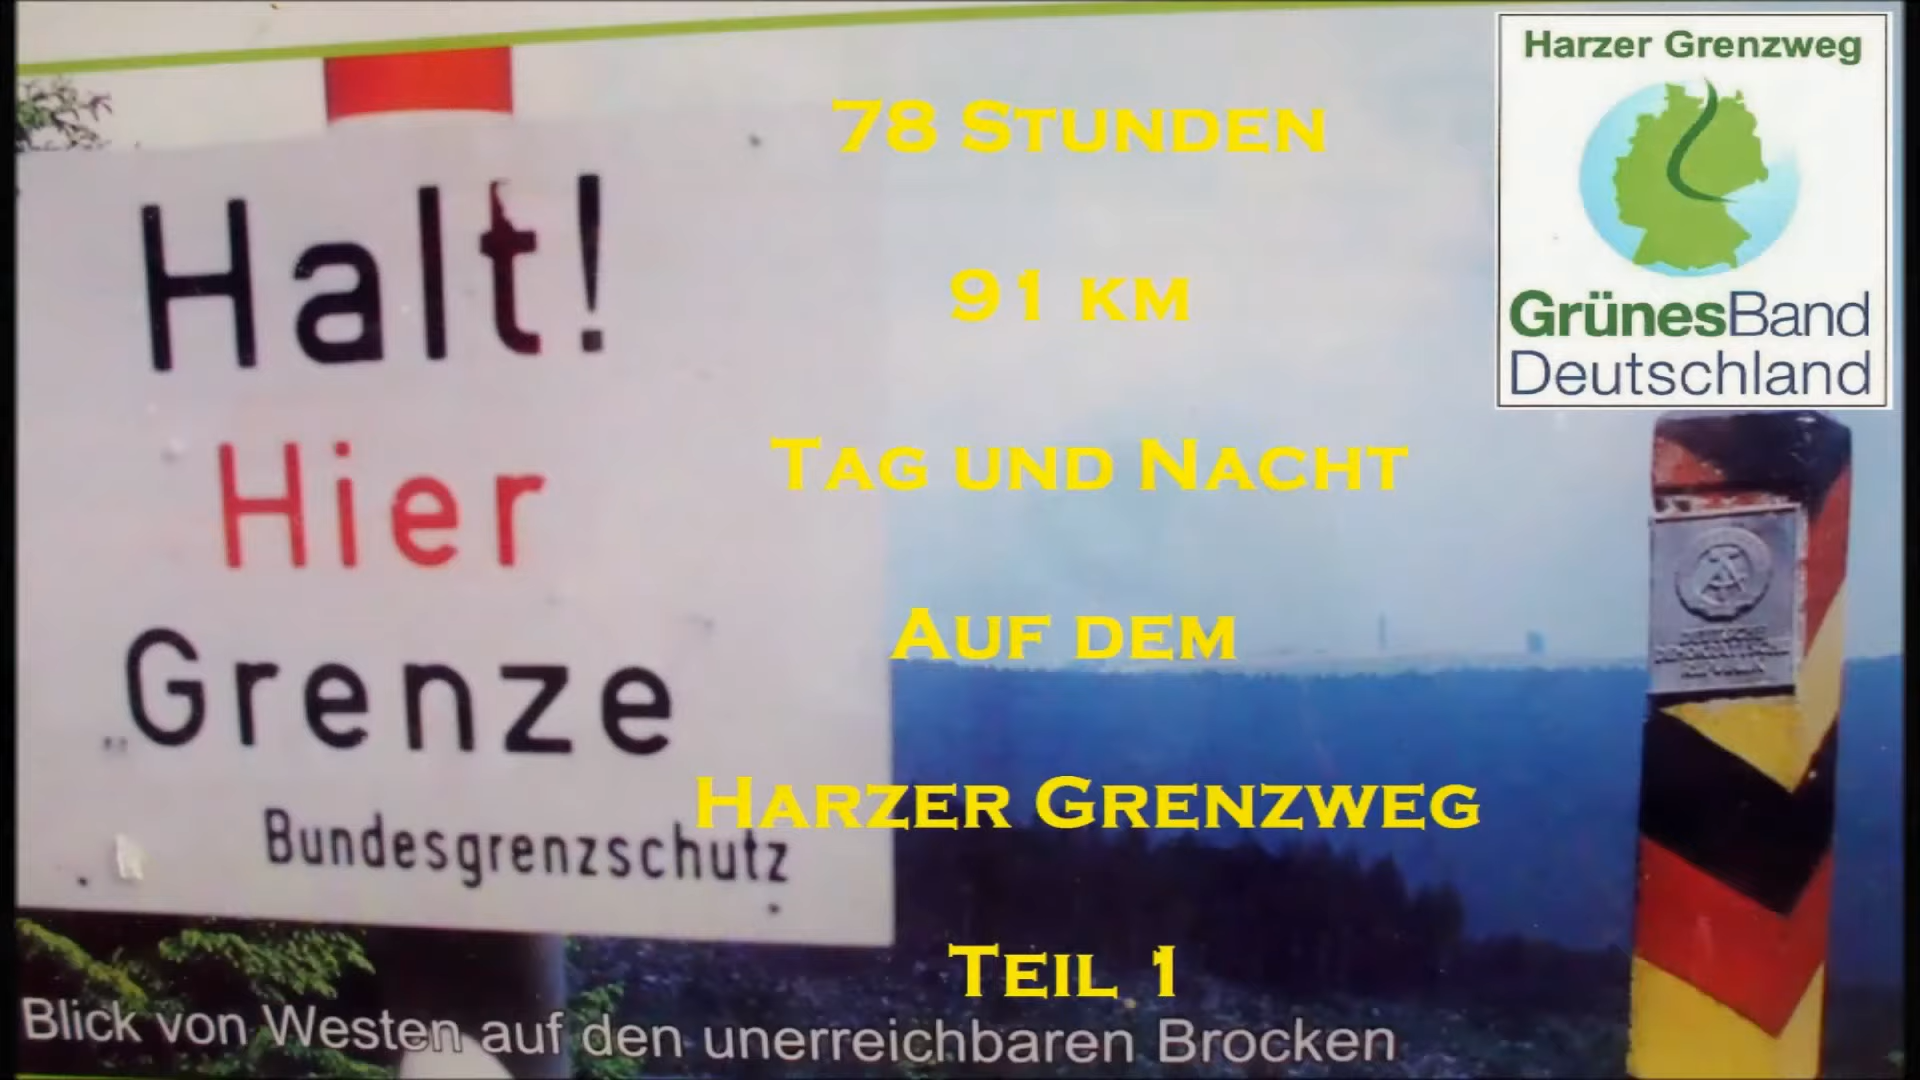 Halt!
Hier
Grenze
Bundesgrenzschutz
78 Stunden
91 km
Tag und Nacht
Auf dem
Harzer Grenzweg
Teil 1
Harzer Grenzweg
GrünesBand
Deutschland
Blick von Westen auf den unerreichbaren Brocken